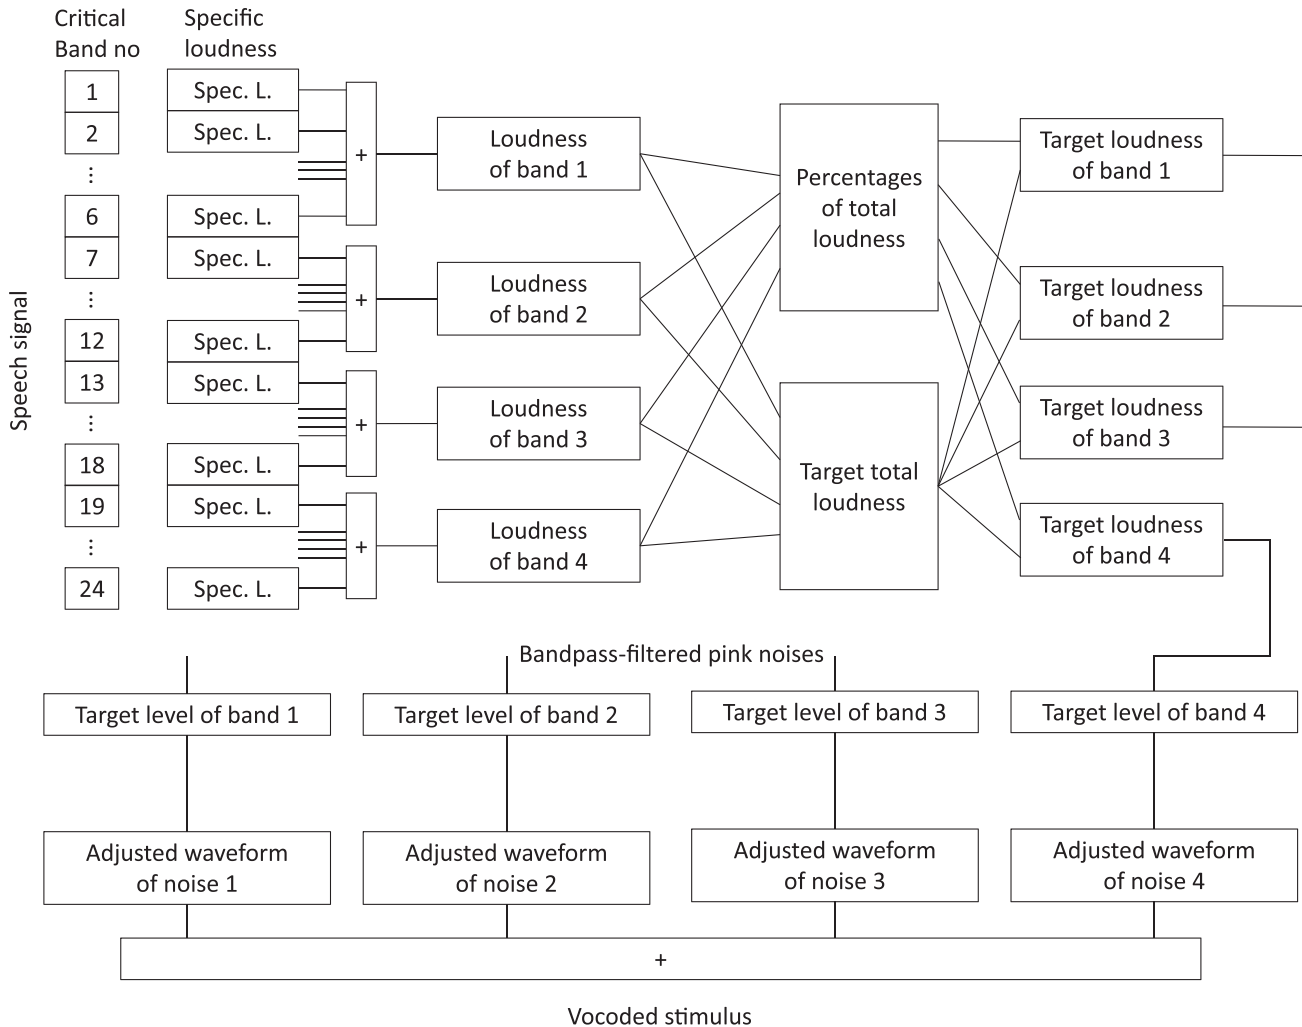 Critical
Band no
Specific
loudness
Speech signal
1
2
⋮
6
7
⋮
12
13
⋮
18
19
⋮
24
Spec. L.
Spec. L.
Spec. L.
Spec. L.
Spec. L.
Spec. L.
Spec. L.
Spec. L.
Spec. L.
+
+
+
+
Loudness
of band 1
Loudness
of band 2
Loudness
of band 3
Loudness
of band 4
Percentages
of total
loudness
Target total
loudness
Target loudness
of band 1
Target loudness
of band 2
Target loudness
of band 3
Target loudness
of band 4
Bandpass-filtered pink noises
Target level of band 1
Target level of band 2
Target level of band 3
Target level of band 4
Adjusted waveform
of noise 1
Adjusted waveform
of noise 2
Adjusted waveform
of noise 3
Adjusted waveform
of noise 4
+
Vocoded stimulus